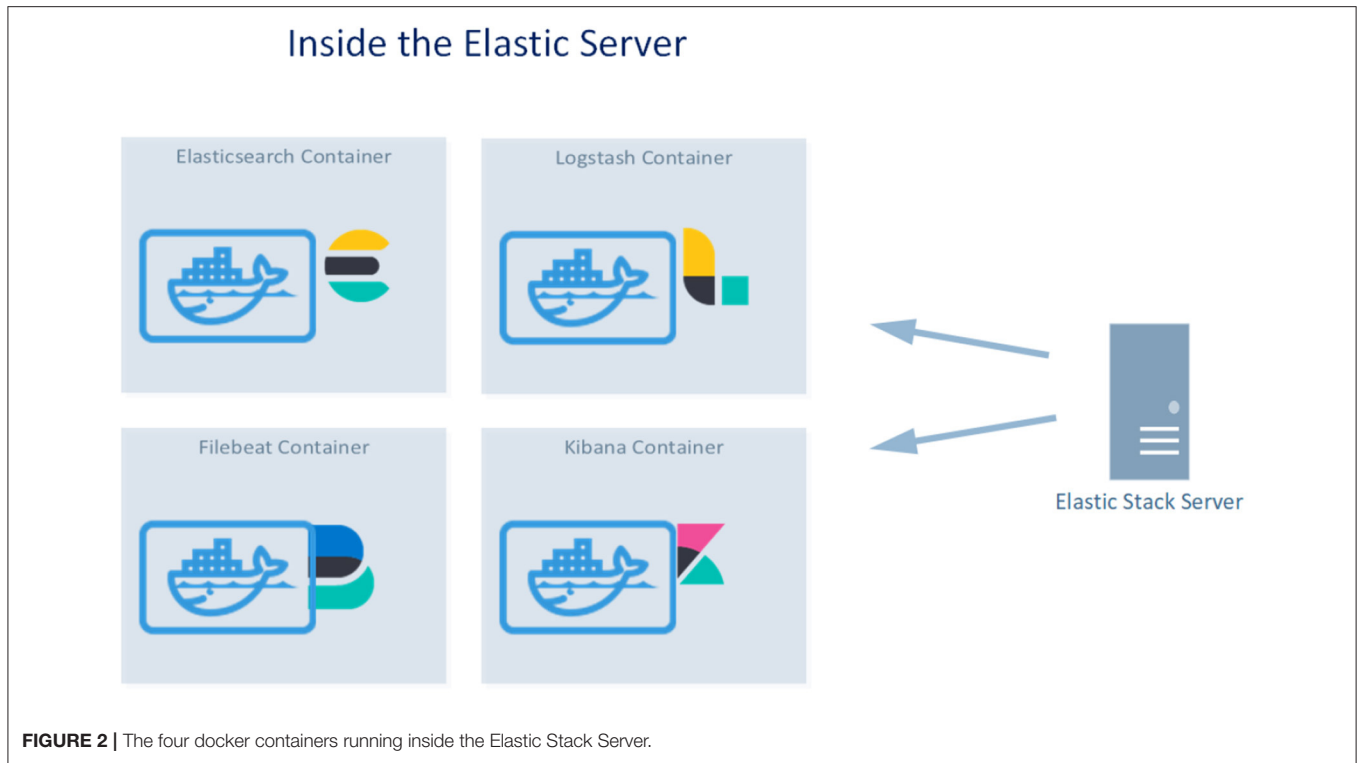 Inside the Elastic Server
Elasticsearch Container
Logstash Container
Filebeat Container
Kibana Container
Elastic Stack Server
FIGURE 2 | The four docker containers running inside the Elastic Stack Server.